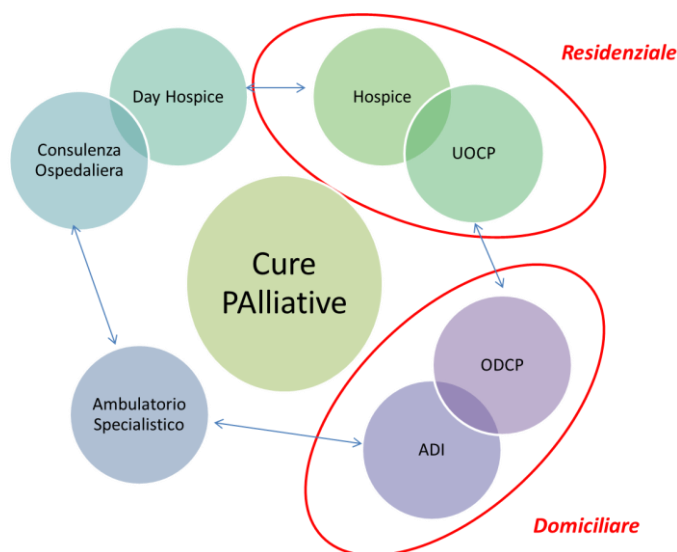 Residenziale
Day Hospice
Hospice
Consulenza
Ospedaliera
UOCP
Cure
PAlliative
ODCP
Ambulatorio
Specialistico
ADI
Domiciliare